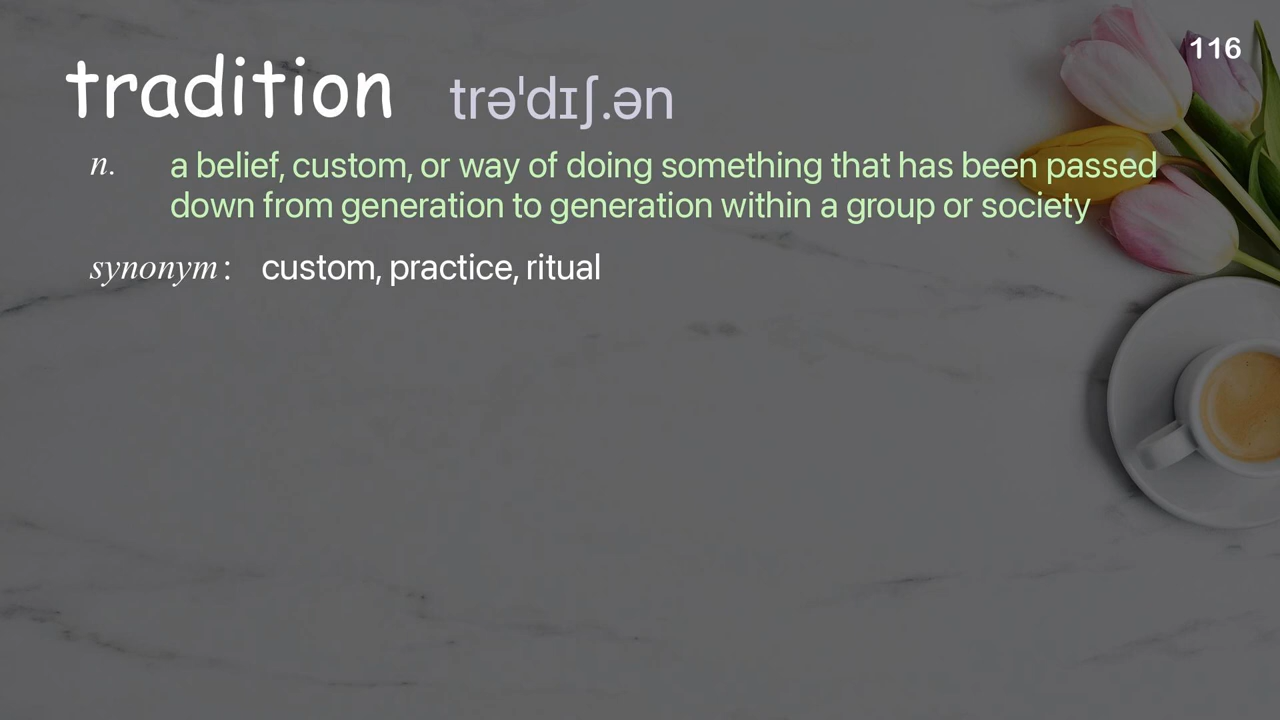 116
tradition trəˈdɪʃ.ən
n. a belief, custom, or way of doing something that has been passed
down from generation to generation within a group or society
synonym : custom, practice, ritual